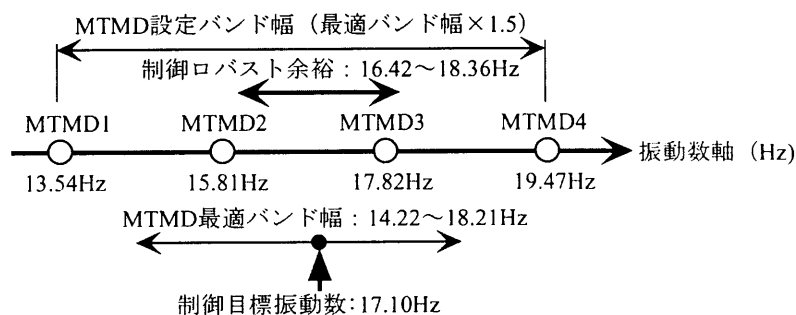 MTMD設定バンド幅（最適バンド幅×1.5）
制御ロバスト余裕：16.42～18.36Hz
MTMD1 MTMD2 MTMD3 MTMD4
振動数軸（Hz）
13.54Hz 15.81Hz 17.82Hz 19.47Hz
MTMD最適バンド幅：14.22～18.21Hz
制御目標振動数：17.10Hz